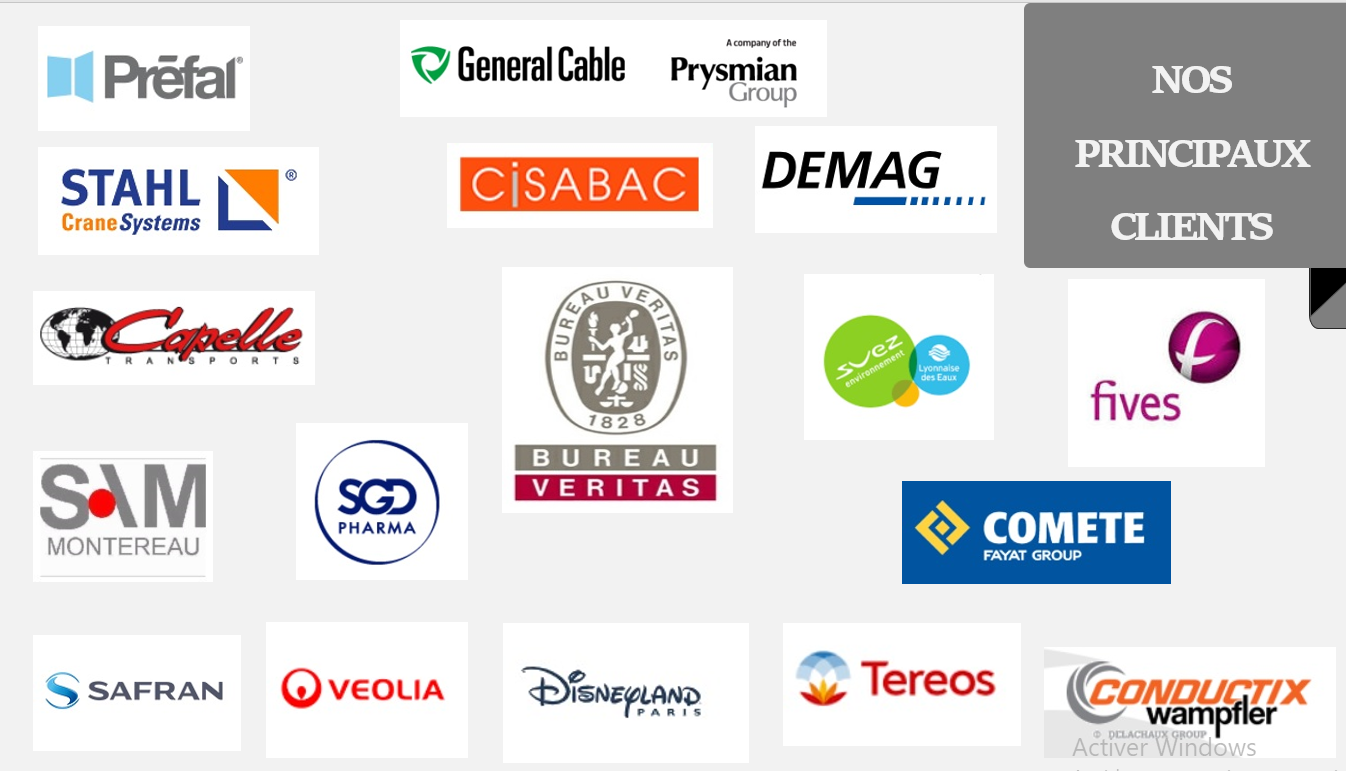 Préfal®
General Cable
A company of the
Prysmian
Group
NOS
PRINCIPAUX
CLIENTS
STAHL ®
CraneSystems
CiSABAC
DEMAG
Capelle
TRANSPORTS
BUREAU VERITAS
1828
BUREAU
VERITAS
suez
environnement
Lyonnaise
des Eaux
fives
SAM
MONTEREAU
SGD
PHARMA
COMETE
FAYAT GROUP
SAFRAN
VEOLIA
DISNEYLAND
PARIS
Tereos
CONDUCTIX
wampfler
© DELACHAUX GROUP
Activer Windows